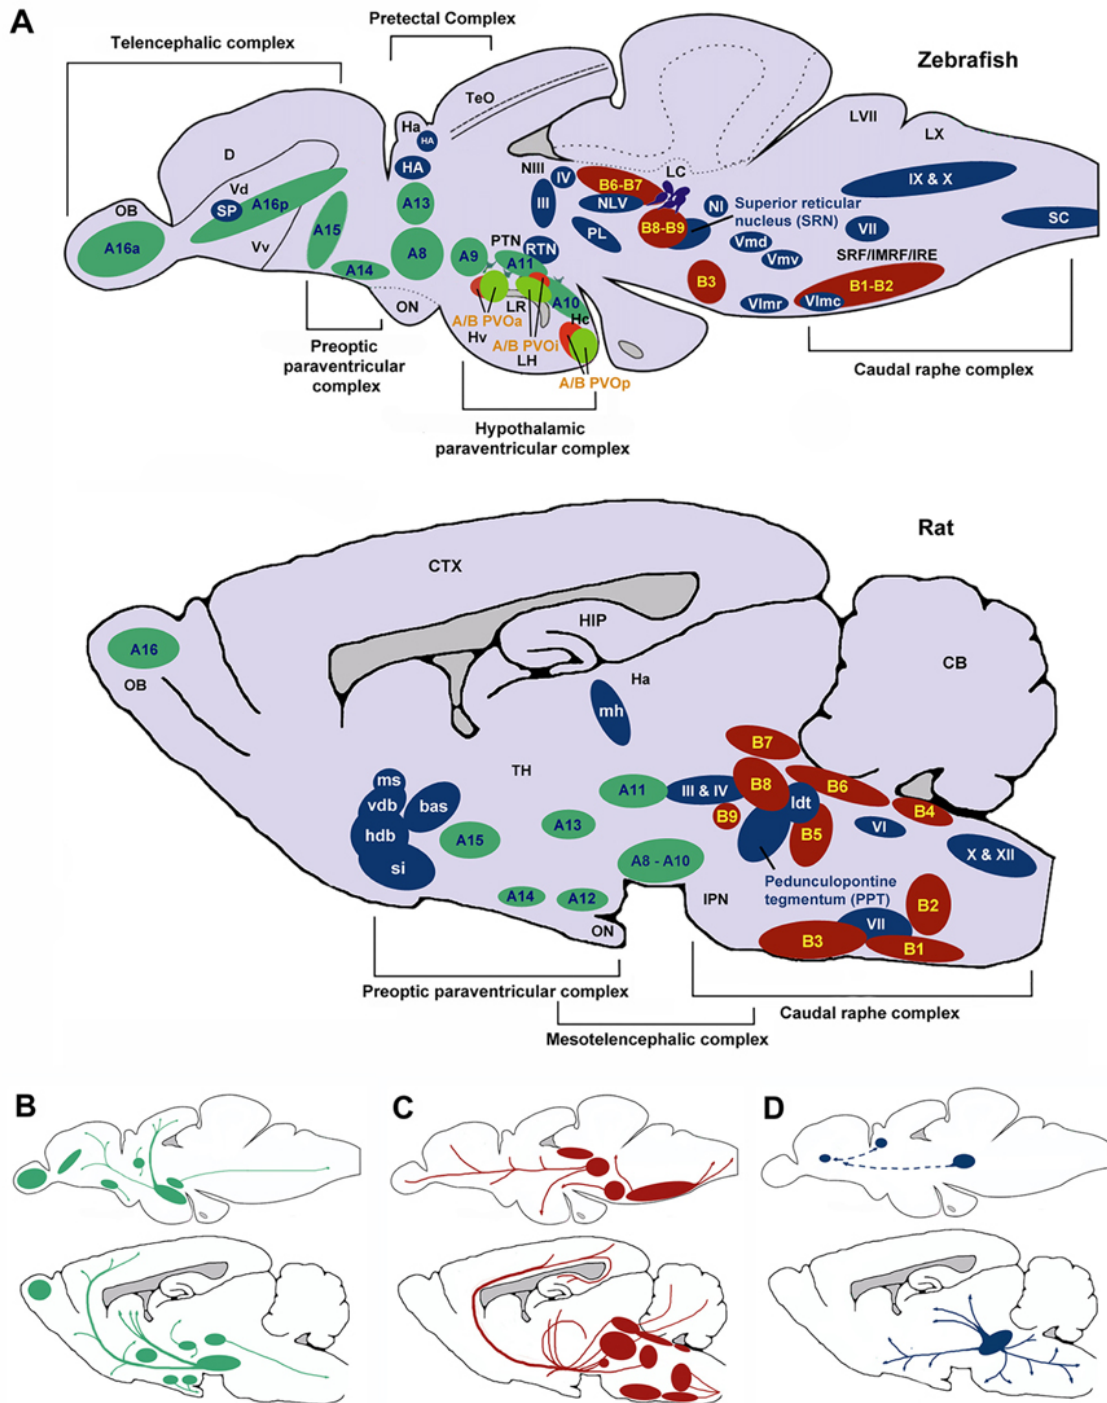 A
Pretectal Complex
Telencephalic complex
Zebrafish
TeO
LVII
LX
Ha
HA
D
HA
NIII
IV
LC
B6-B7
IX & X
Vd
OB
SP
A16p
A13
III
NLV
NI
Superior reticular
nucleus (SRN)
SC
A16a
A15
Vv
A8
A9
PTN
A11
RTN
PL
B8-B9
Vmd
Vmv
VII
SRF/IMRF/IRE
A14
B3
B1-B2
ON
LR
A10
VImr
VImc
A/B PVOa
Hc
Hv
A/B PVOi
LH
A/B PVOp
Preoptic
paraventricular
complex
Caudal raphe complex
Hypothalamic
paraventricular complex
Rat
CTX
HIP
A16
CB
OB
Ha
mh
B7
TH
ms
A11
III & IV
B8
B6
vdb
bas
ldt
B9
B4
hdb
A15
A13
B5
VI
si
A8 - A10
X & XII
Pedunculopontine
tegmentum (PPT)
A14
A12
IPN
B2
ON
VII
B3
B1
Preoptic paraventricular complex
Caudal raphe complex
Mesotelencephalic complex
B
C
D